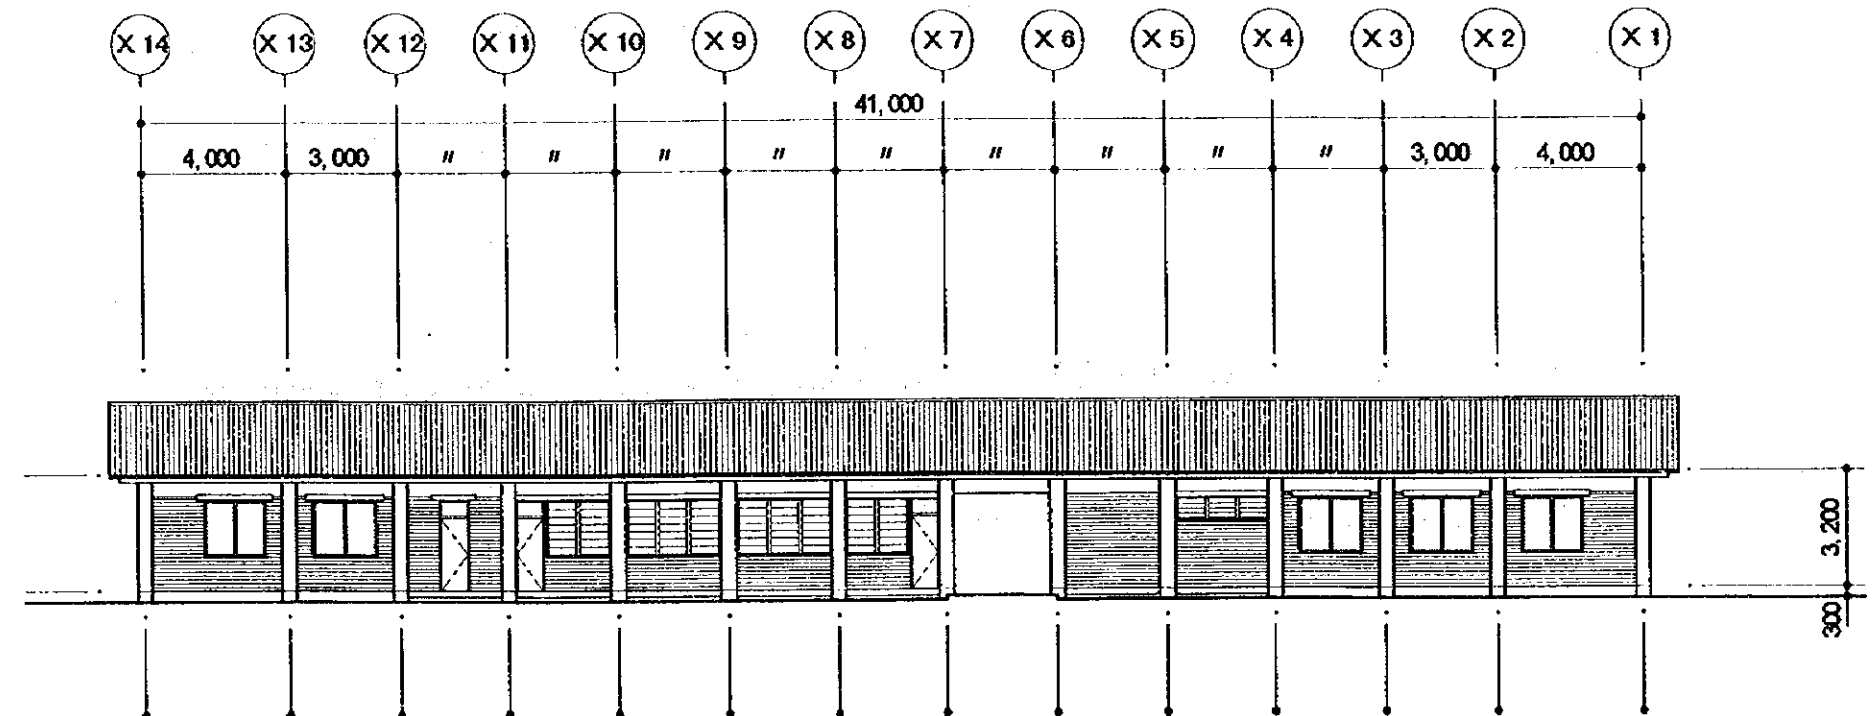 X 14 X 13 X 12 X 11 X 10 X 9 X 8 X 7 X 6 X 5 X 4 X 3 X 2 X 1
41,000
4,000 3,000 〃 〃 〃 〃 〃 〃 〃 〃 〃 3,000 4,000
3,200
300